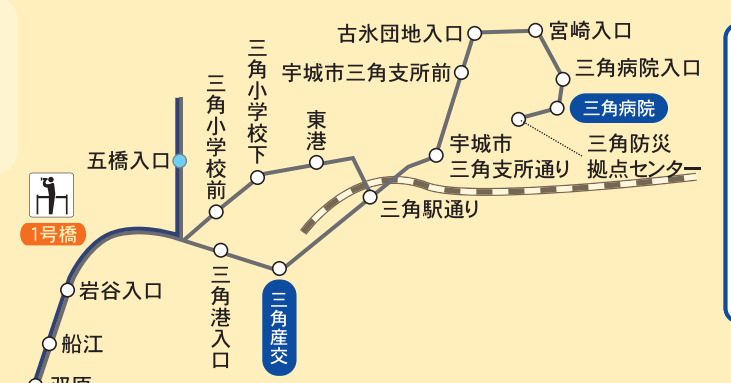 古氷団地入口
宮崎入口
宇城市三角支所前
三角病院入口
三角病院
三角小学校下
三角小学校前
東港
宇城市
三角支所通り
三角防災
拠点センター
五橋入口
三角駅通り
1号橋
三角港入口
三角産交
岩谷入口
船江